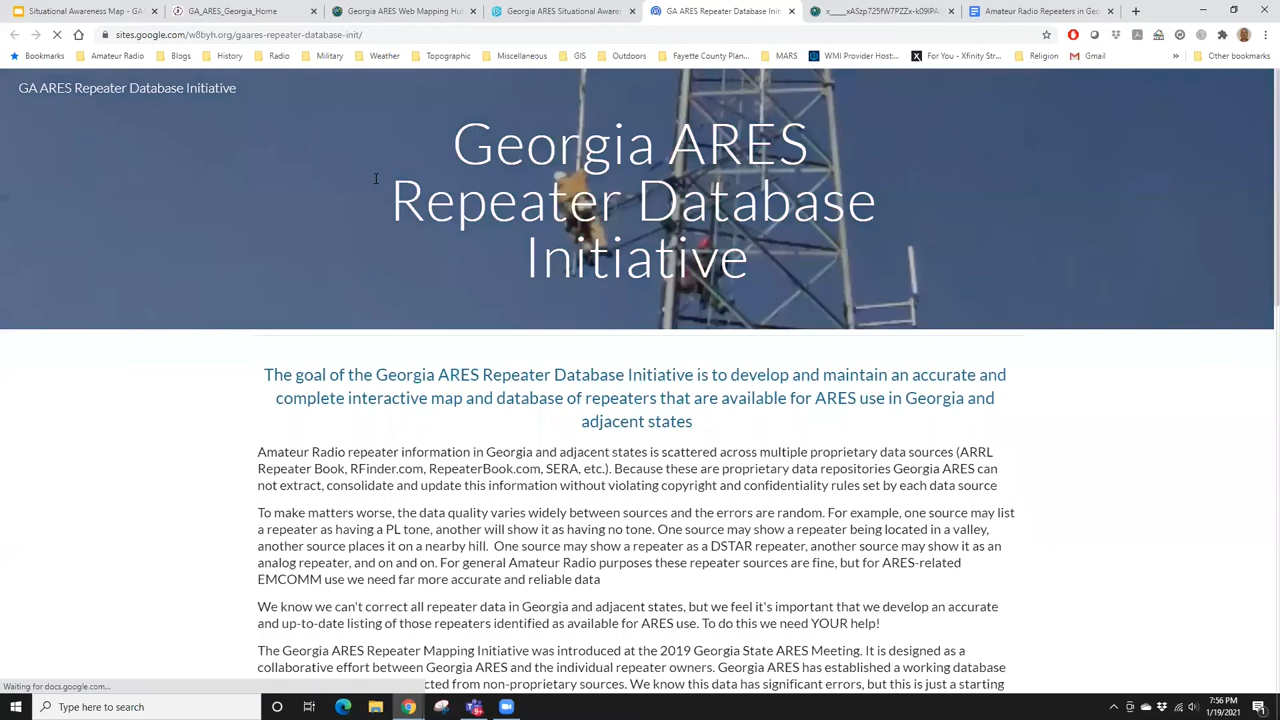 Situational Awareness Map - GA
GA_ARES_Georgia_Home
Georgia ARES Web Mapping Hu
Georgia ARES Situational Awaren
GA ARES Repeater Database Init
Amateur Radio Repeaters in Geo
sites.google.com/w8byh.org/gaares-repeater-database-init/
Bookmarks Amateur Radio Blogs History Radio Military Weather Topography Miscellaneous GIS Outdoors Fayette County Plan... MARS WMI Provider Host:... For You - Xfinity Str... Religion Gmail » Other bookmarks
GA ARES Repeater Database Initiative
Georgia ARES
Repeater Database
Initiative
The goal of the Georgia ARES Repeater Database Initiative is to develop and maintain an accurate and
complete interactive map and database of repeaters that are available for ARES use in Georgia and
adjacent states
Amateur Radio repeater information in Georgia and adjacent states is scattered across multiple proprietary data sources (ARRL
Repeater Book, RFinder.com, RepeaterBook.com, SERA, etc.). Because these are proprietary data repositories Georgia ARES can
not extract, consolidate and update this information without violating copyright and confidentiality rules set by each data source
To make matters worse, the data quality varies widely between sources and the errors are random. For example, one source may list
a repeater as having a PL tone, another will show it as having no tone. One source may show a repeater being located in a valley,
another source places it on a nearby hill. One source may show a repeater as a DSTAR repeater, another source may show it as an
analog repeater, and on and on. For general Amateur Radio purposes these repeater sources are fine, but for ARES-related
EMCOMM use we need far more accurate and reliable data
We know we can't correct all repeater data in Georgia and adjacent states, but we feel it's important that we develop an accurate
and up-to-date listing of those repeaters identified as available for ARES use. To do this we need YOUR help!
The Georgia ARES Repeater Mapping Initiative was introduced at the 2019 Georgia State ARES Meeting. It is designed as a
collaborative effort between Georgia ARES and the individual repeater owners. Georgia ARES has established a working database
cted from non-proprietary sources. We know this data has significant errors, but this is just a starting
Waiting for docs.google.com...
Type here to search
7:56 PM
1/19/2021